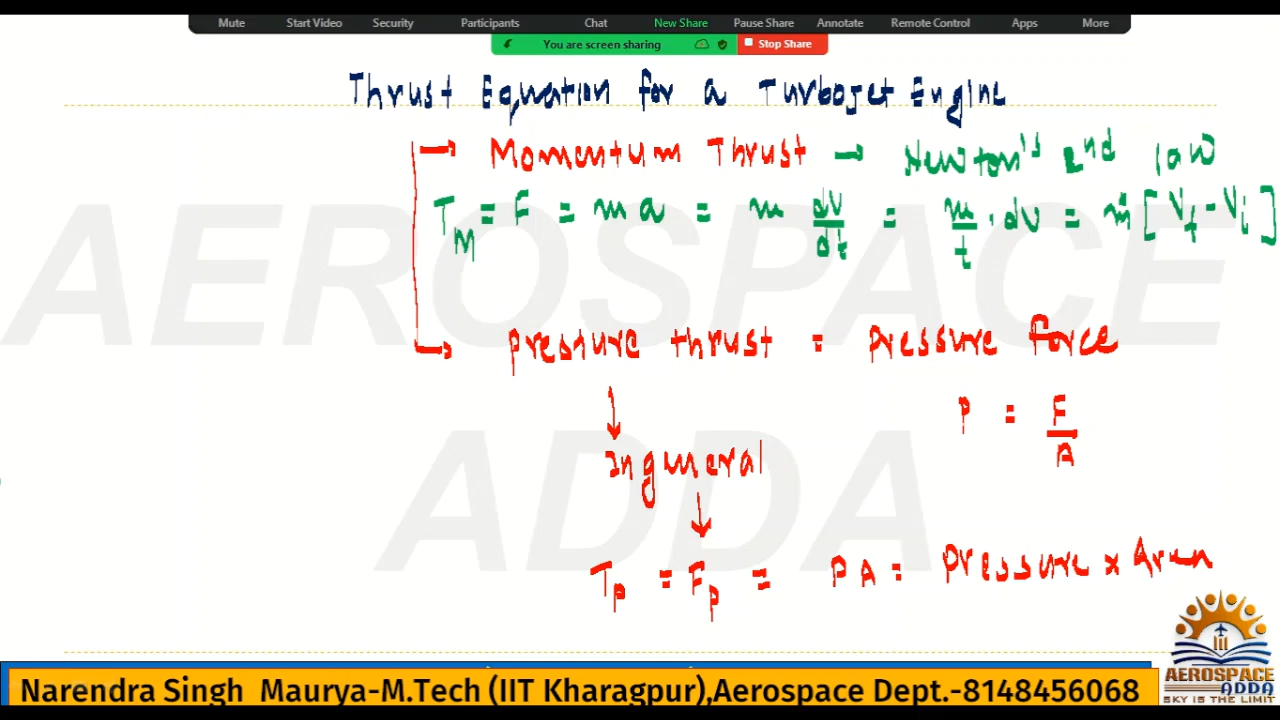 Mute Start Video Security Participants Chat New Share Pause Share Annotate Remote Control Apps More
You are screen sharing Stop Share
Thrust Equation for a Turbojet Engine
→ Momentum Thrust → Newton's 2nd law
T_M = F = ma = m dv/dt = m/t · dv = ṁ [V_f - V_i]
→ Pressure thrust = Pressure force
↓ P = F/A
In general
↓
T_p = F_p = PA = Pressure × Area
AEROSPACE
ADDA
AEROSPACE
ADDA
SKY IS THE LIMIT
Narendra Singh Maurya-M.Tech (IIT Kharagpur),Aerospace Dept.-8148456068